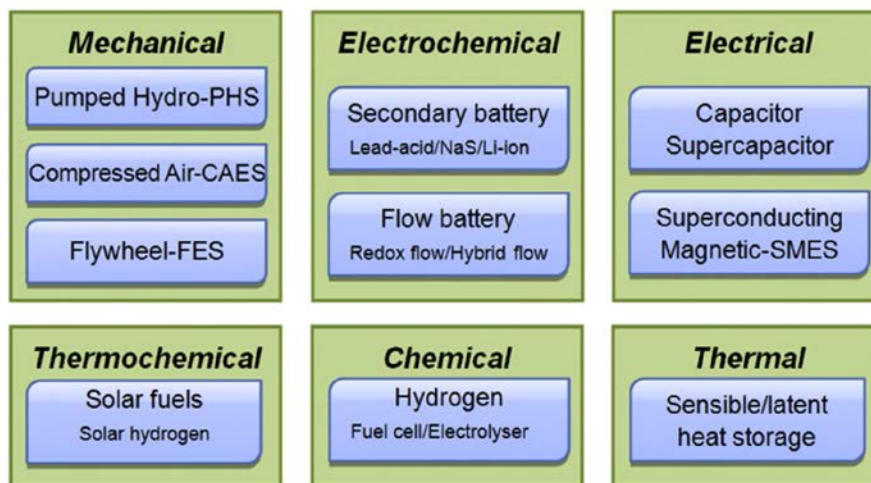 Mechanical
Pumped Hydro-PHS
Compressed Air-CAES
Flywheel-FES
Electrochemical
Secondary battery
Lead-acid/NaS/Li-ion
Flow battery
Redox flow/Hybrid flow
Electrical
Capacitor
Supercapacitor
Superconducting
Magnetic-SMES
Thermochemical
Solar fuels
Solar hydrogen
Chemical
Hydrogen
Fuel cell/Electrolyser
Thermal
Sensible/latent
heat storage